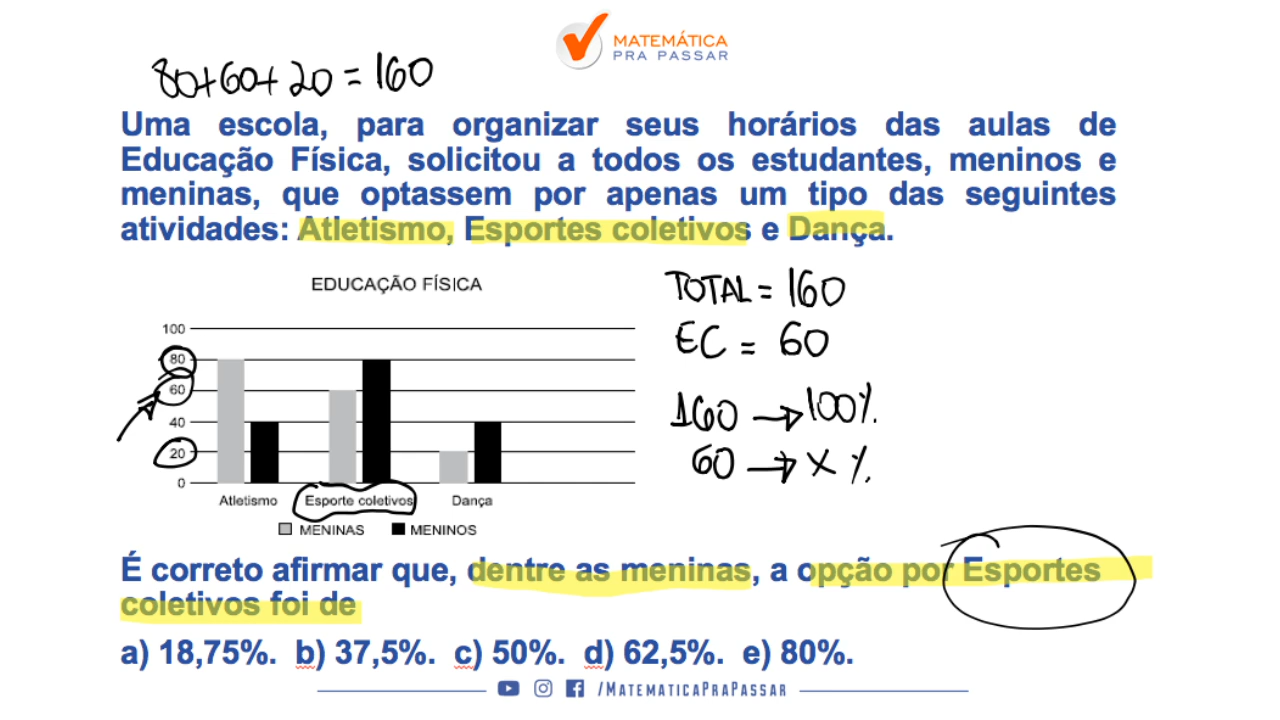 MATEMÁTICA
PRA PASSAR
80+60+20=160
Uma escola, para organizar seus horários das aulas de
Educação Física, solicitou a todos os estudantes, meninos e
meninas, que optassem por apenas um tipo das seguintes
atividades: Atletismo, Esportes coletivos e Dança.
EDUCAÇÃO FÍSICA
100
80
60
40
20
0
Atletismo Esporte coletivos Dança
MENINAS MENINOS
TOTAL = 160
EC = 60
160 → 100%.
60 → X %.
É correto afirmar que, dentre as meninas, a opção por Esportes
coletivos foi de
a) 18,75%. b) 37,5%. c) 50%. d) 62,5%. e) 80%.
/MATEMATICAPRAPASSAR